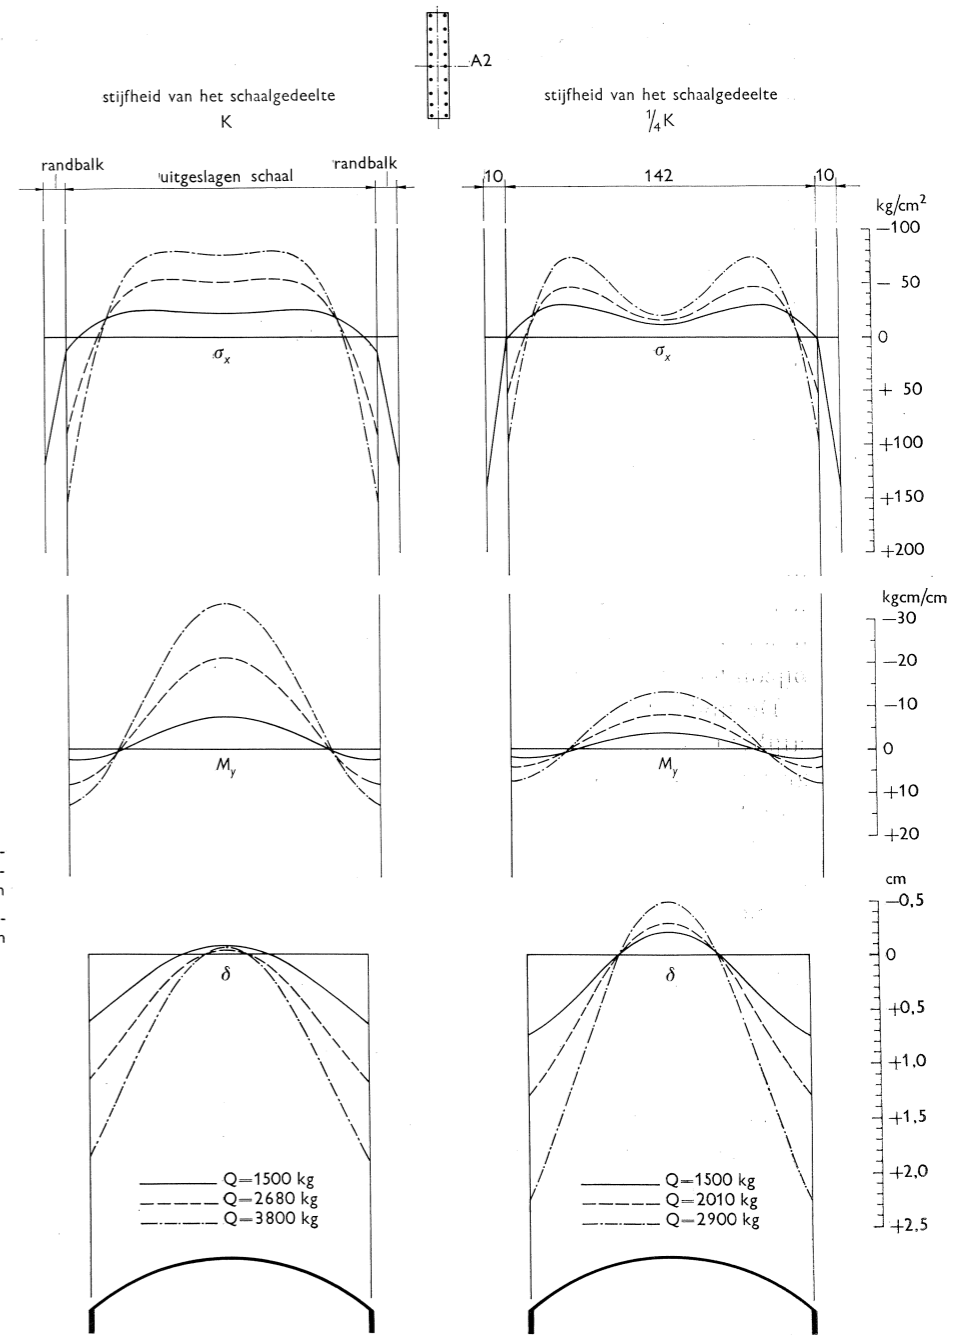 A2
stijfheid van het schaalgedeelte
K
stijfheid van het schaalgedeelte
1/4 K
randbalk
uitgeslagen schaal
randbalk
10
142
10
kg/cm²
−100
− 50
0
+ 50
+100
+150
+200
σx
σx
kgcm/cm
−30
−20
−10
0
+10
+20
My
My
cm
−0,5
0
+0,5
+1,0
+1,5
+2,0
+2,5
δ
δ
Q=1500 kg
Q=2680 kg
Q=3800 kg
Q=1500 kg
Q=2010 kg
Q=2900 kg